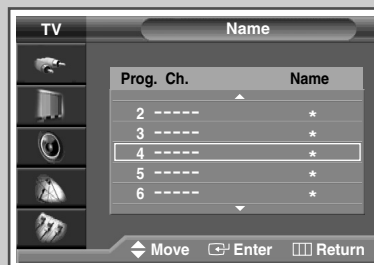 TV Name
Prog. Ch. Name
2 ----- *
3 ----- *
4 ----- *
5 ----- *
6 ----- *
Move Enter Return